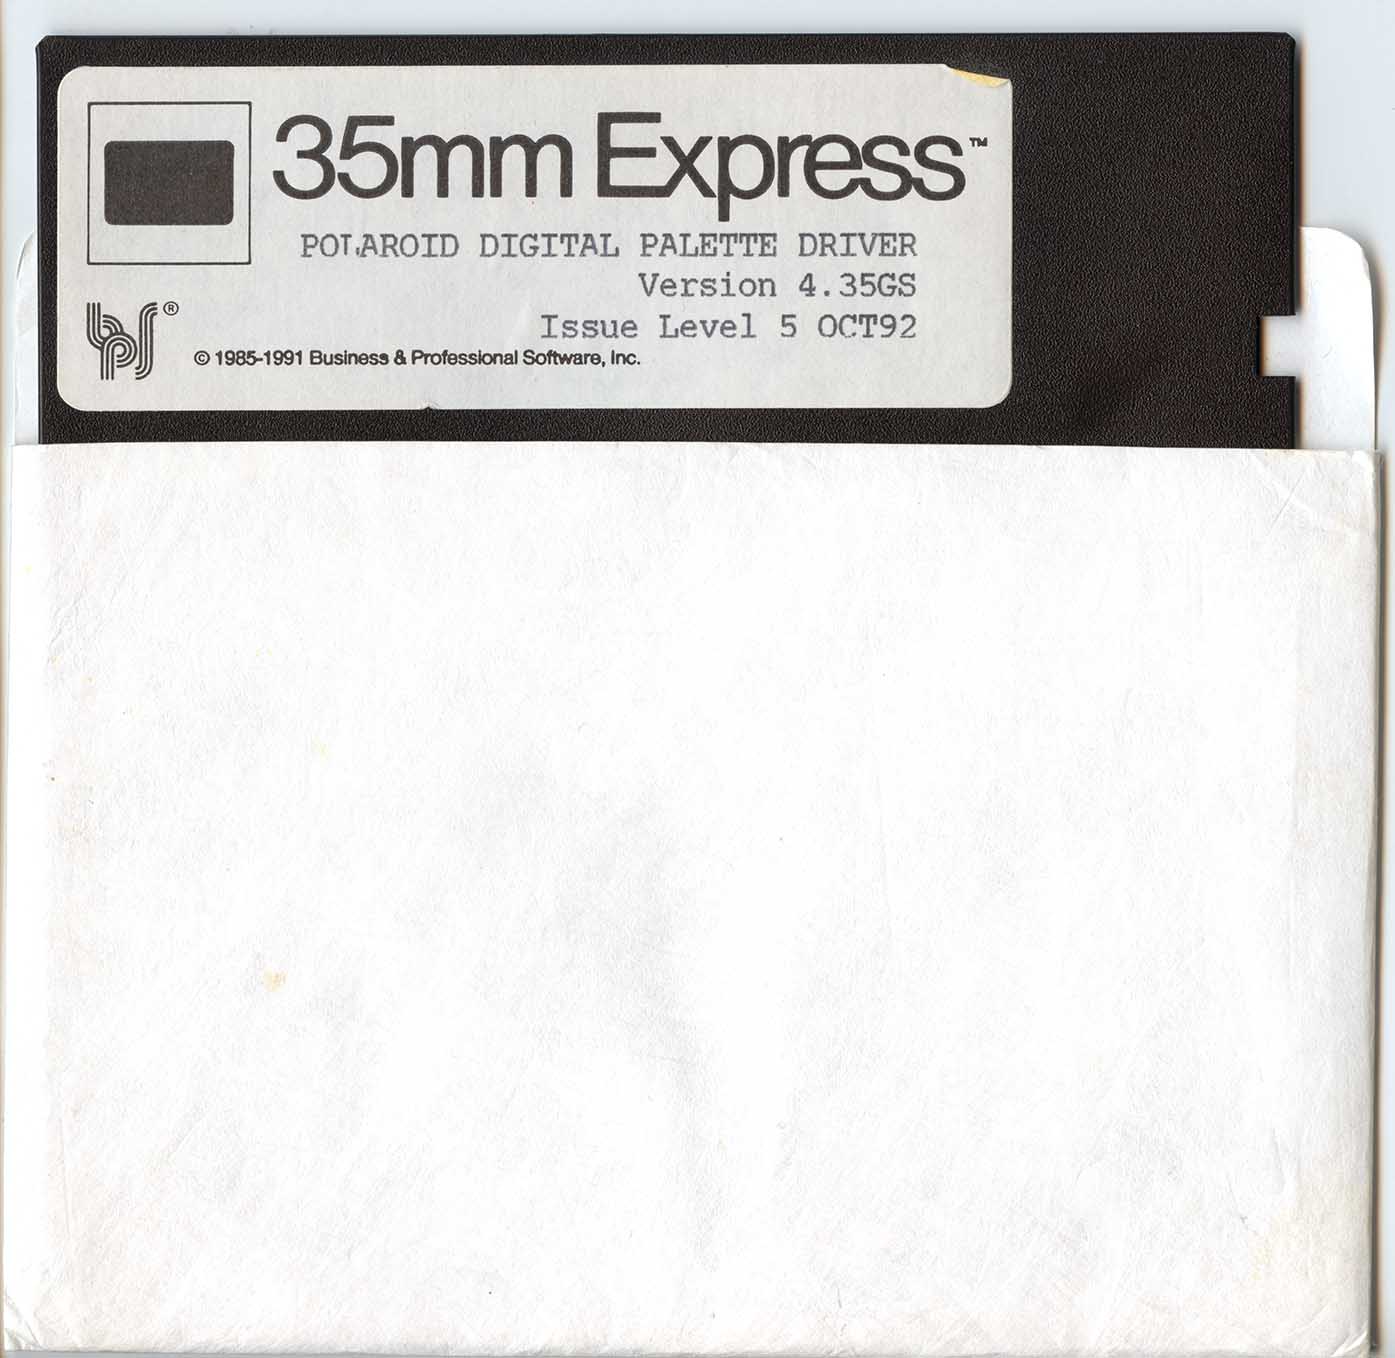 35mm Express™
POLAROID DIGITAL PALETTE DRIVER
Version 4.35GS
Issue Level 5 OCT92
bps®
© 1985-1991 Business & Professional Software, Inc.